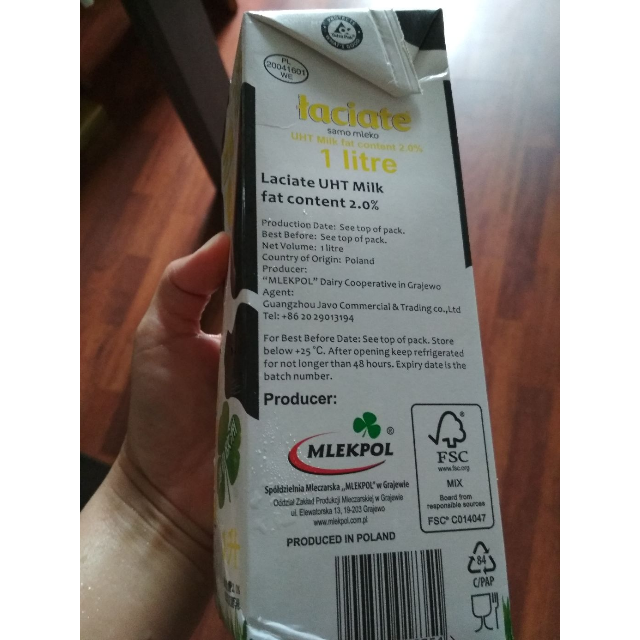 PL
20041601
WE
łaciate
samo mleko
UHT Milk fat content 2.0%
1 litre
Laciate UHT Milk
fat content 2.0%
Production Date: See top of pack.
Best Before: See top of pack.
Net Volume: 1 litre
Country of Origin: Poland
Producer:
"MLEKPOL" Dairy Cooperative in Grajewo
Agent:
Guangzhou Javo Commercial & Trading co.,Ltd
Tel: +86 20 29013194
For Best Before Date: See top of pack. Store
below +25 °C. After opening keep refrigerated
for not longer than 48 hours. Expiry date is the
batch number.
Producer:
MLEKPOL®
Spółdzielnia Mleczarska „MLEKPOL" w Grajewie
Oddział Zakład Produkcji Mleczarskiej w Grajewie
ul. Elewatorska 13, 19-203 Grajewo
www.mlekpol.com.pl
PRODUCED IN POLAND
FSC
www.fsc.org
MIX
Board from
responsible sources
FSC® C014047
84
C/PAP